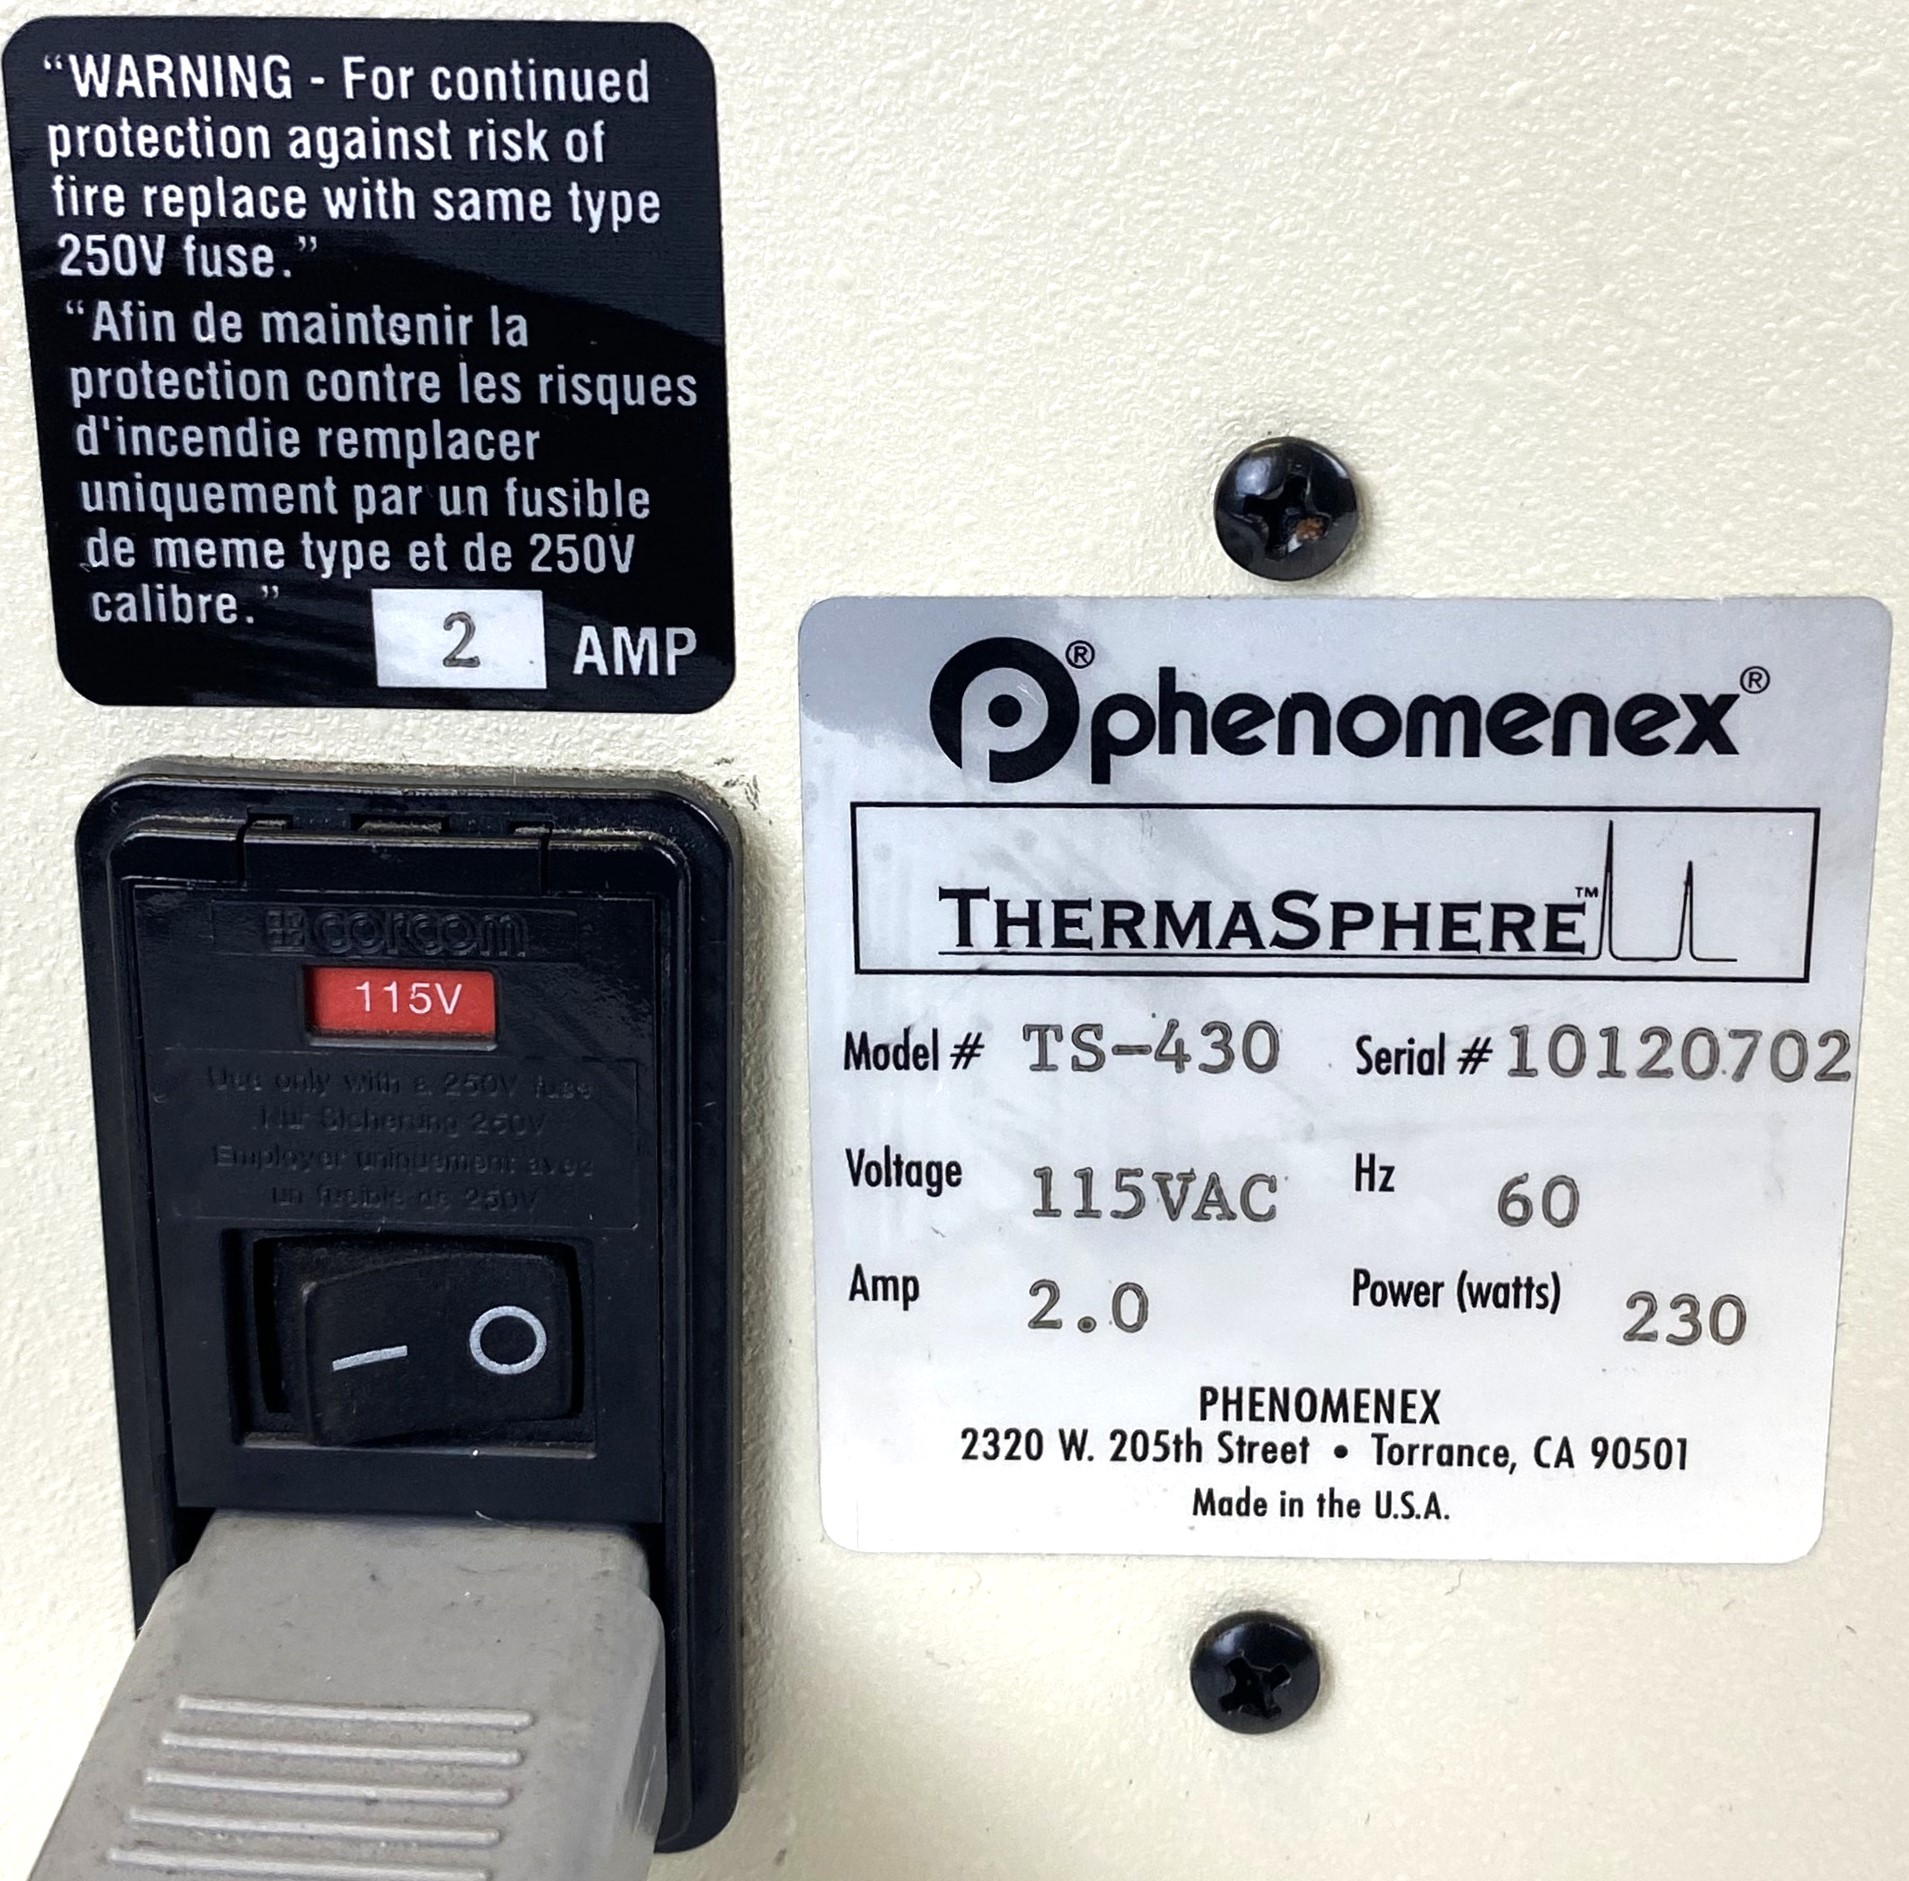 “WARNING - For continued
protection against risk of
fire replace with same type
250V fuse.”
“Afin de maintenir la
protection contre les risques
d'incendie remplacer
uniquement par un fusible
de meme type et de 250V
calibre.”
2 AMP
corcom
115V
Use only with a 250V fuse
Nur Sicherung 250V
Employer uniquement avec
un fusible de 250V
— O
® phenomenex®
THERMASPHERE™
Model # TS-430 Serial # 10120702
Voltage 115VAC Hz 60
Amp 2.0 Power (watts) 230
PHENOMENEX
2320 W. 205th Street • Torrance, CA 90501
Made in the U.S.A.